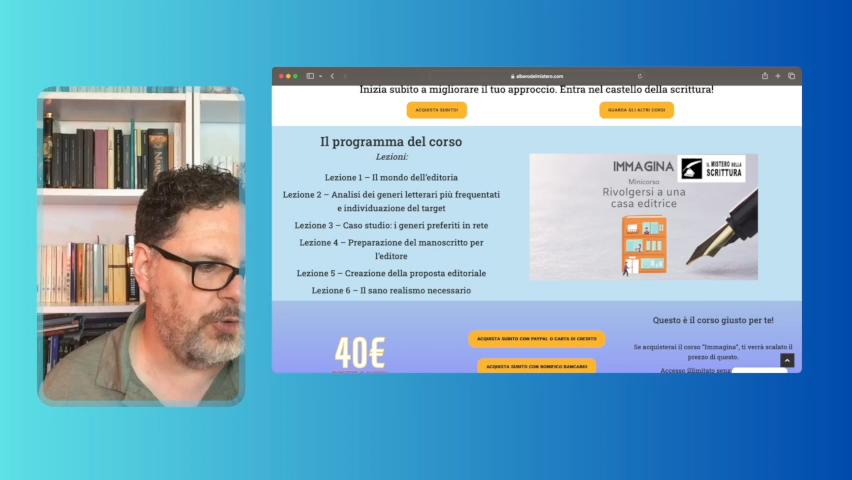 alberodelmistero.com
Inizia subito a migliorare il tuo approccio. Entra nel castello della scrittura!
ACQUISTA SUBITO!
GUARDA GLI ALTRI CORSI
Il programma del corso
Lezioni:
Lezione 1 – Il mondo dell'editoria
Lezione 2 – Analisi dei generi letterari più frequentati
e individuazione del target
Lezione 3 – Caso studio: i generi preferiti in rete
Lezione 4 – Preparazione del manoscritto per
l'editore
Lezione 5 – Creazione della proposta editoriale
Lezione 6 – Il sano realismo necessario
IMMAGINA
Minicorso
Rivolgersi a una
casa editrice
IL MISTERO DELLA
SCRITTURA
40€
ACQUISTA SUBITO CON PAYPAL O CARTA DI CREDITO
ACQUISTA SUBITO CON BONIFICO BANCARIO
Questo è il corso giusto per te!
Se acquisterai il corso "Immagina", ti verrà scalato il
prezzo di questo.
Accesso illimitato senz